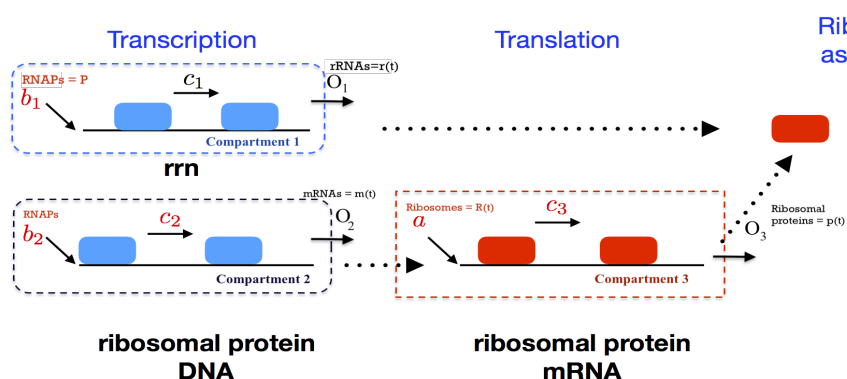 Transcription
Translation
Rib
as
RNAPs = P
b1
c1
rRNAs=r(t)
O1
Compartment 1
rrn
RNAPs
b2
c2
mRNAs = m(t)
O2
Compartment 2
Ribosomes = R(t)
a
c3
Compartment 3
O3
Ribosomal
proteins = p(t)
ribosomal protein
DNA
ribosomal protein
mRNA